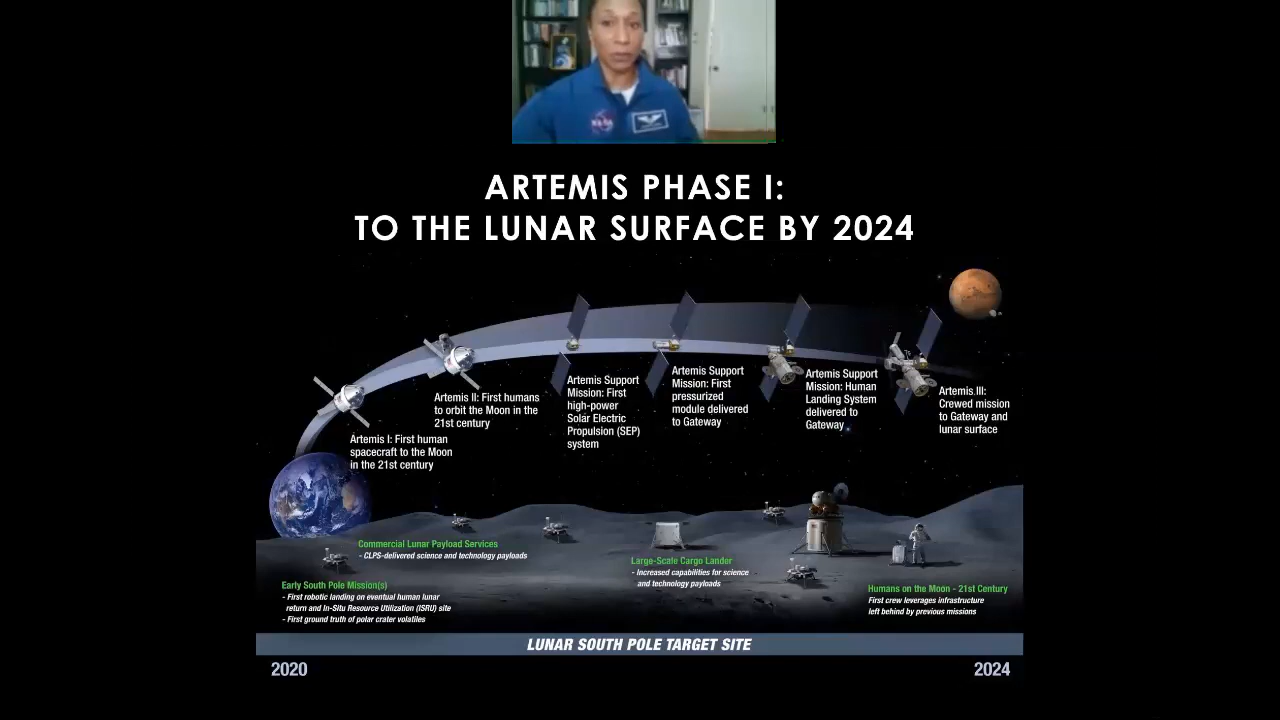 NASA
ARTEMIS PHASE I:
TO THE LUNAR SURFACE BY 2024
Artemis I: First human
spacecraft to the Moon
in the 21st century
Artemis II: First humans
to orbit the Moon in the
21st century
Artemis Support
Mission: First
high-power
Solar Electric
Propulsion (SEP)
system
Artemis Support
Mission: First
pressurized
module delivered
to Gateway
Artemis Support
Mission: Human
Landing System
delivered to
Gateway
Artemis III:
Crewed mission
to Gateway and
lunar surface
Commercial Lunar Payload Services
- CLPS-delivered science and technology payloads
Early South Pole Mission(s)
- First robotic landing on eventual human lunar
return and In-Situ Resource Utilization (ISRU) site
- First ground truth of polar crater volatiles
Large-Scale Cargo Lander
- Increased capabilities for science
and technology payloads
Humans on the Moon - 21st Century
First crew leverages infrastructure
left behind by previous missions
LUNAR SOUTH POLE TARGET SITE
2020
2024